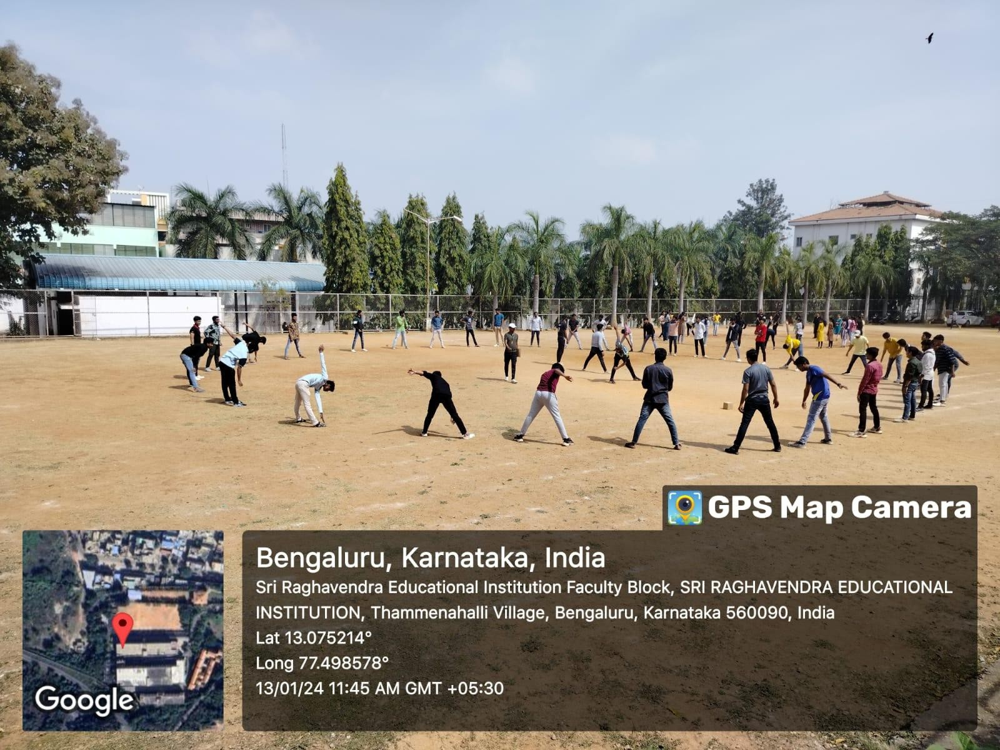 GPS Map Camera
Bengaluru, Karnataka, India
Sri Raghavendra Educational Institution Faculty Block, SRI RAGHAVENDRA EDUCATIONAL
INSTITUTION, Thammenahalli Village, Bengaluru, Karnataka 560090, India
Lat 13.075214°
Long 77.498578°
13/01/24 11:45 AM GMT +05:30
Google